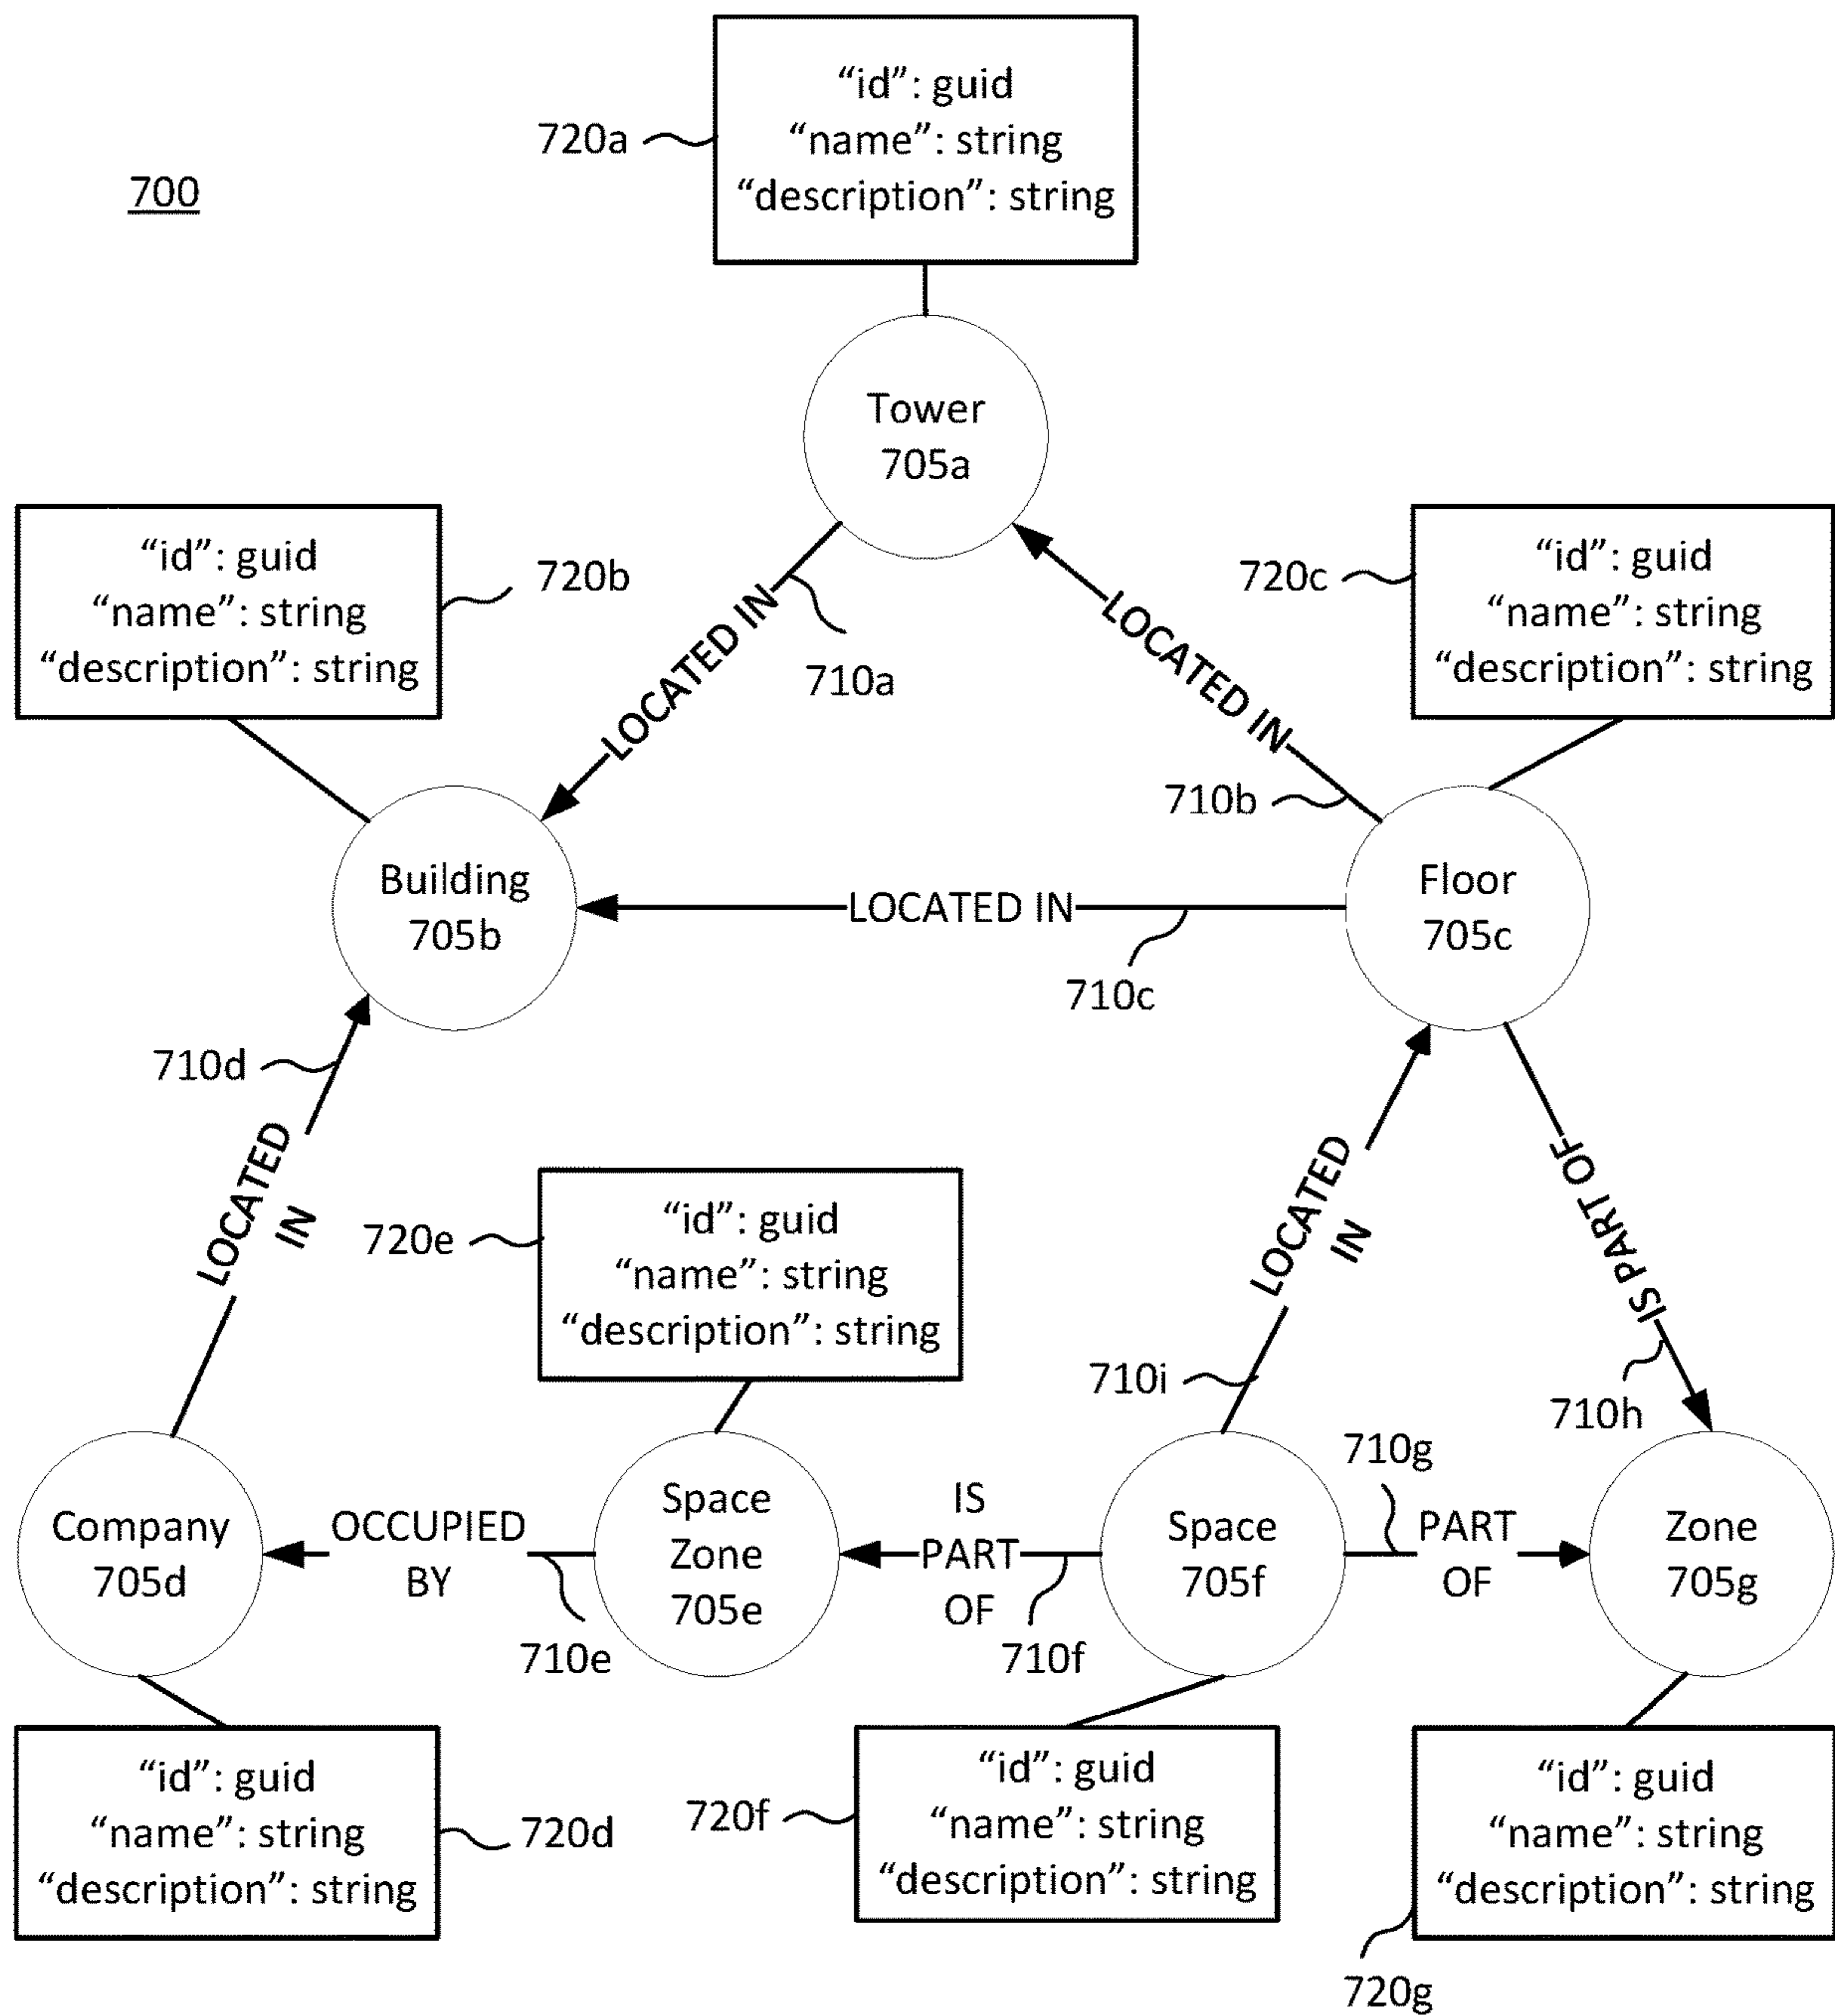 “id”: guid
“name”: string
“description”: string
720a
700
Tower
705a
“id”: guid
“name”: string
“description”: string
720b
720c
“id”: guid
“name”: string
“description”: string
LOCATED IN
710a
LOCATED IN
710b
Building
705b
LOCATED IN
710c
Floor
705c
710d
LOCATED
IN
720e
“id”: guid
“name”: string
“description”: string
LOCATED
IN
710i
IS PART OF
710h
710g
Company
705d
OCCUPIED
BY
710e
Space
Zone
705e
IS
PART
OF
710f
Space
705f
PART
OF
Zone
705g
“id”: guid
“name”: string
“description”: string
720d
720f
“id”: guid
“name”: string
“description”: string
“id”: guid
“name”: string
“description”: string
720g